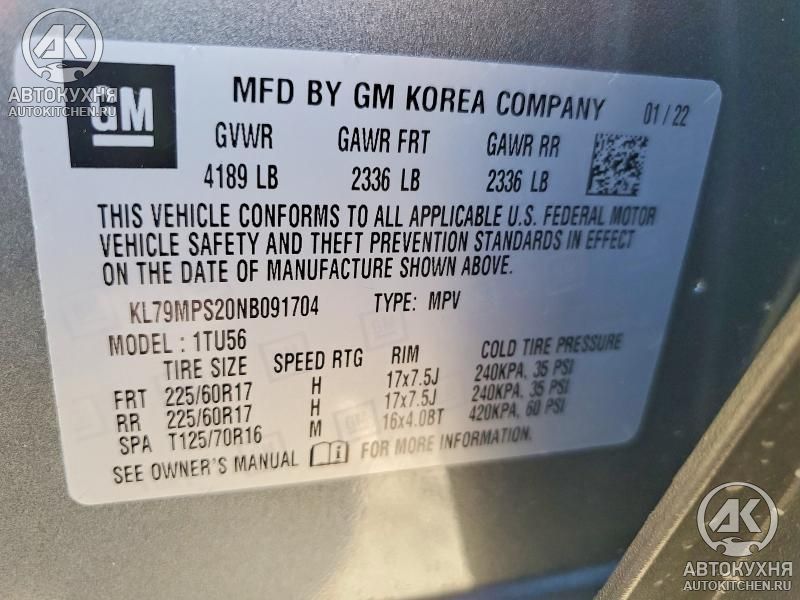 AK
АВТОКУХНЯ
AUTOKITCHEN.RU
GM
MFD BY GM KOREA COMPANY 01 / 22
GVWR GAWR FRT GAWR RR
4189 LB 2336 LB 2336 LB
THIS VEHICLE CONFORMS TO ALL APPLICABLE U.S. FEDERAL MOTOR
VEHICLE SAFETY AND THEFT PREVENTION STANDARDS IN EFFECT
ON THE DATE OF MANUFACTURE SHOWN ABOVE.
KL79MPS20NB091704 TYPE: MPV
MODEL : 1TU56
TIRE SIZE SPEED RTG RIM COLD TIRE PRESSURE
FRT 225/60R17 H 17x7.5J 240KPA, 35 PSI
RR 225/60R17 H 17x7.5J 240KPA, 35 PSI
SPA T125/70R16 M 16x4.0BT 420KPA, 60 PSI
SEE OWNER'S MANUAL FOR MORE INFORMATION.
AK
АВТОКУХНЯ
AUTOKITCHEN.RU